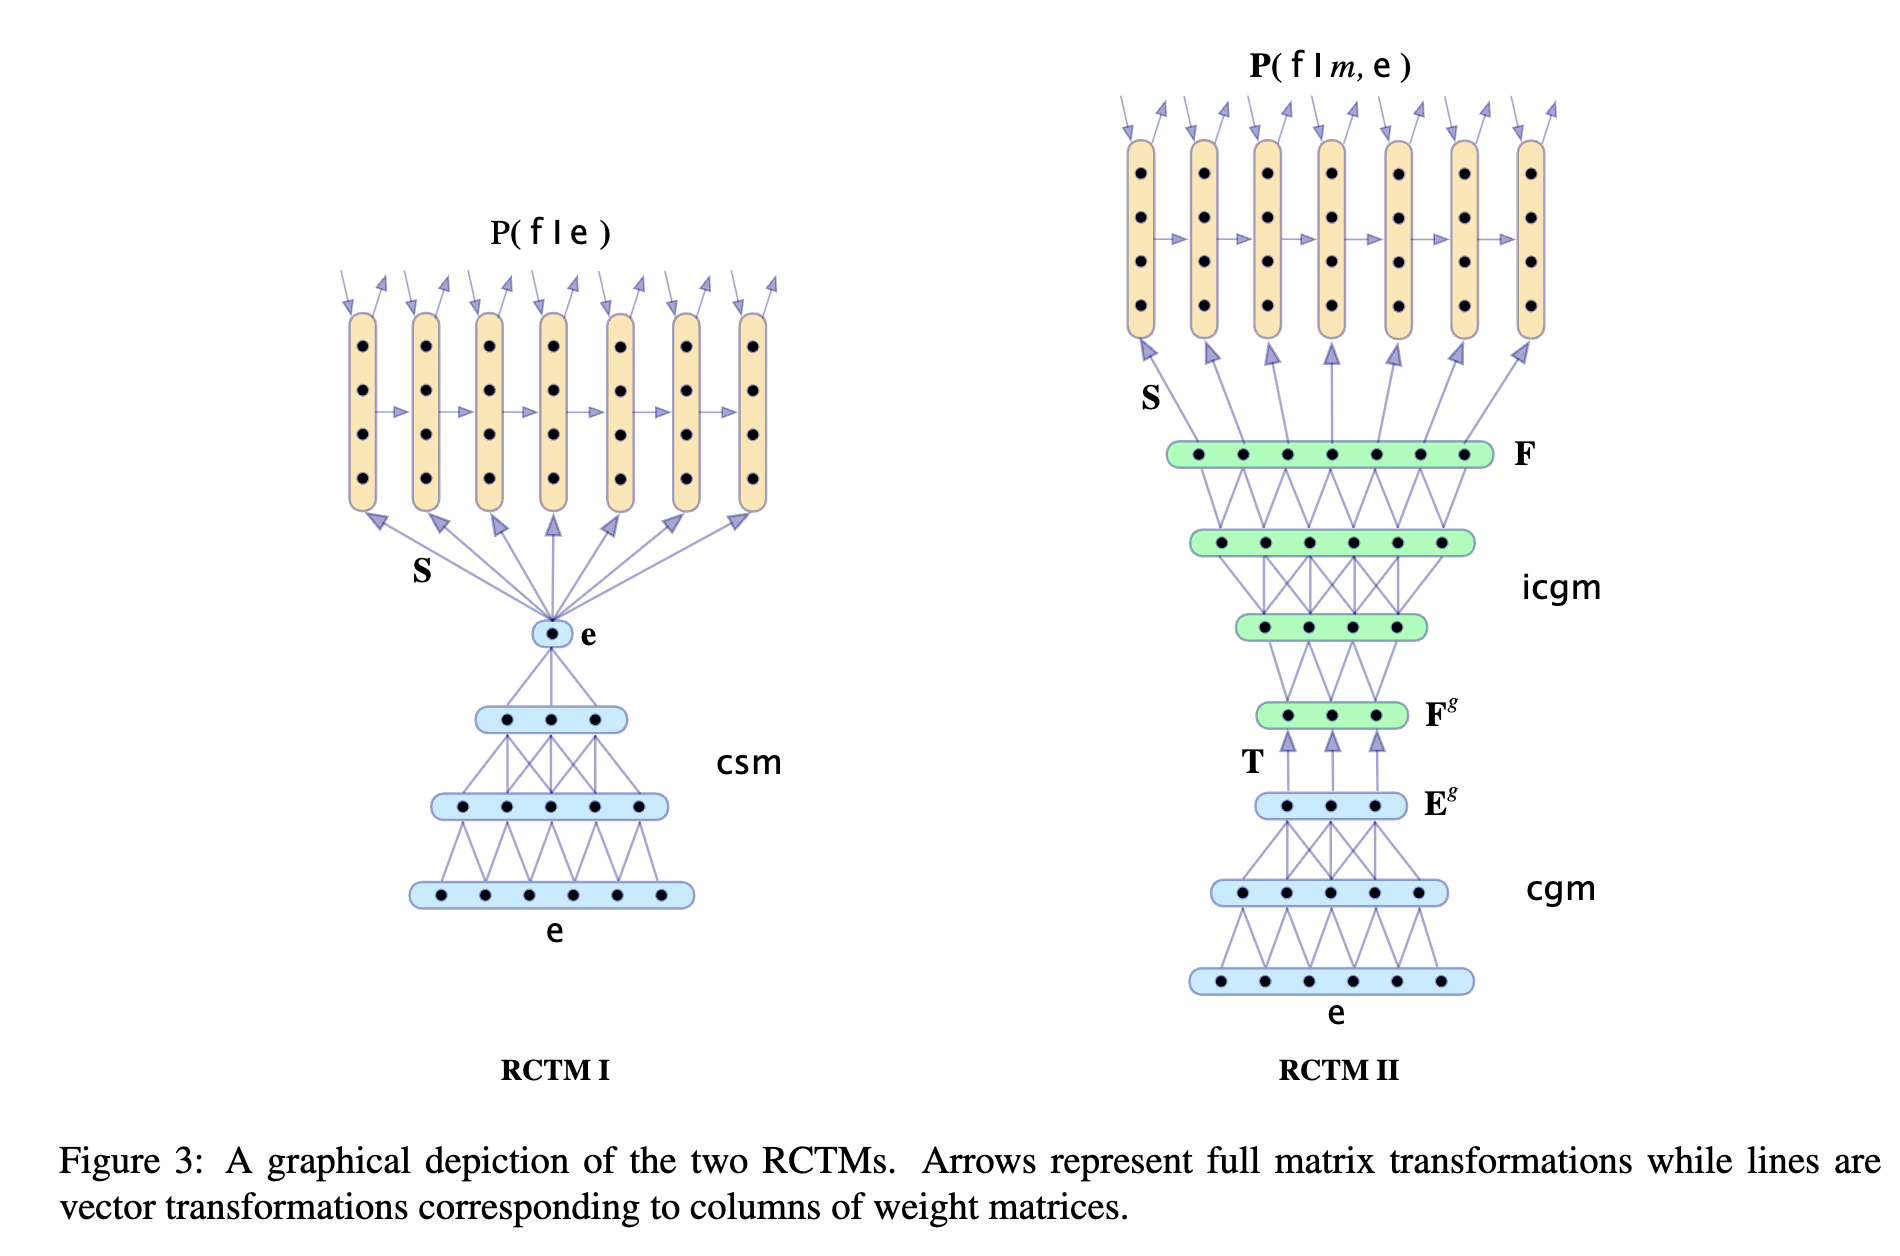 P( f | e )
S
e
csm
e
RCTM I
P( f | m, e )
S
F
icgm
F^g
T
E^g
cgm
e
RCTM II
Figure 3: A graphical depiction of the two RCTMs. Arrows represent full matrix transformations while lines are
vector transformations corresponding to columns of weight matrices.